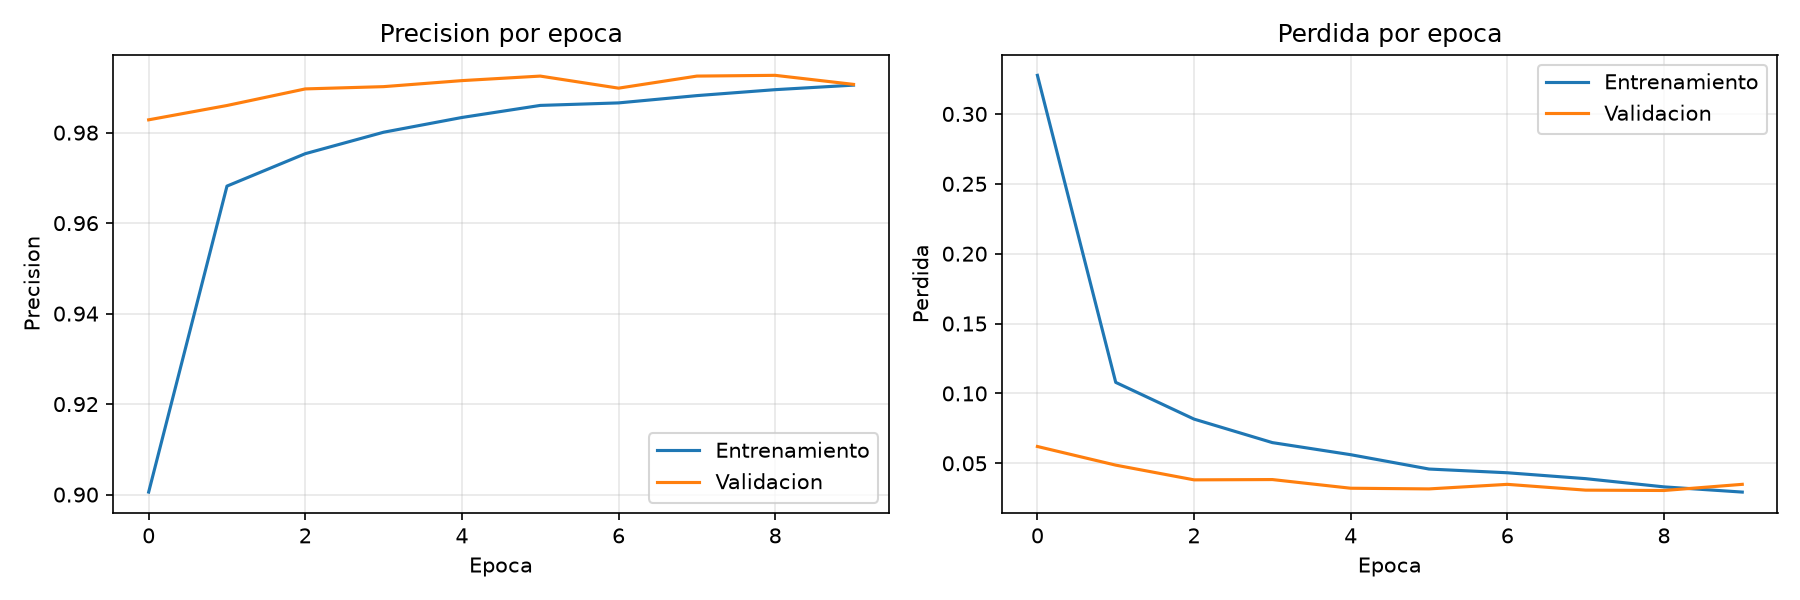 Precision por epoca
Precision
0.98
0.96
0.94
0.92
0.90
0 2 4 6 8
Epoca
Entrenamiento
Validacion
Perdida por epoca
Perdida
0.30
0.25
0.20
0.15
0.10
0.05
0 2 4 6 8
Epoca
Entrenamiento
Validacion